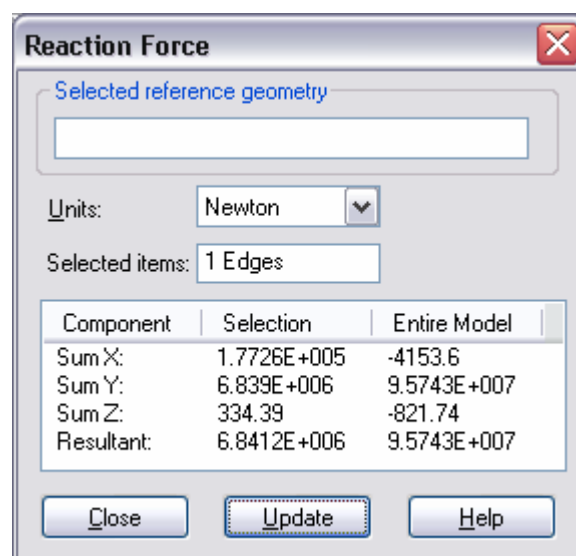 Reaction Force
Selected reference geometry
Units: Newton
Selected items: 1 Edges
Component Selection Entire Model
Sum X: 1.7726E+005 -4153.6
Sum Y: 6.839E+006 9.5743E+007
Sum Z: 334.39 -821.74
Resultant: 6.8412E+006 9.5743E+007
Close Update Help